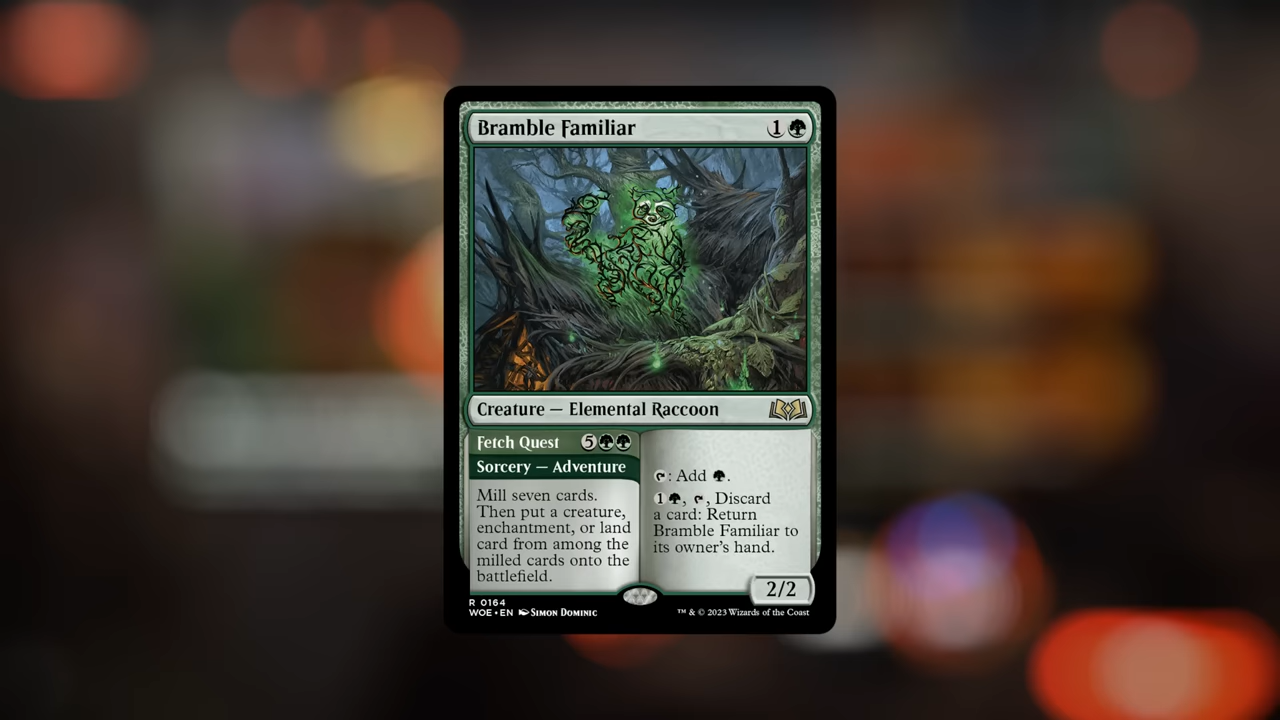 Bramble Familiar 1
Creature — Elemental Raccoon
Fetch Quest 5
Sorcery — Adventure
Mill seven cards.
Then put a creature,
enchantment, or land
card from among the
milled cards onto the
battlefield.
: Add .
1 , , Discard
a card: Return
Bramble Familiar to
its owner's hand.
2/2
R 0164
WOE • EN Simon Dominic
™ & © 2023 Wizards of the Coast